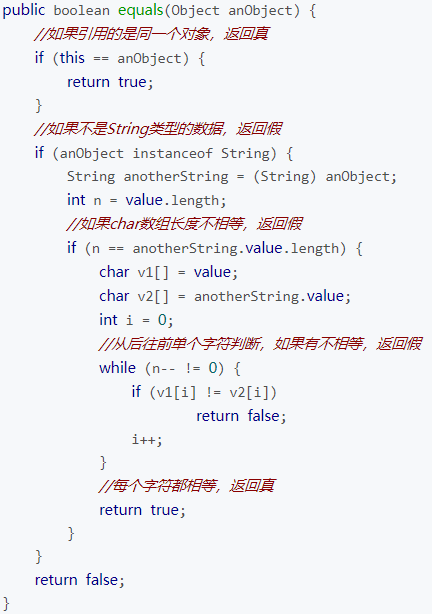 public boolean equals(Object anObject) {
    //如果引用的是同一个对象，返回真
    if (this == anObject) {
        return true;
    }
    //如果不是String类型的数据，返回假
    if (anObject instanceof String) {
        String anotherString = (String) anObject;
        int n = value.length;
        //如果char数组长度不相等，返回假
        if (n == anotherString.value.length) {
            char v1[] = value;
            char v2[] = anotherString.value;
            int i = 0;
            //从后往前单个字符判断，如果有不相等，返回假
            while (n-- != 0) {
                if (v1[i] != v2[i])
                        return false;
                i++;
            }
            //每个字符都相等，返回真
            return true;
        }
    }
    return false;
}